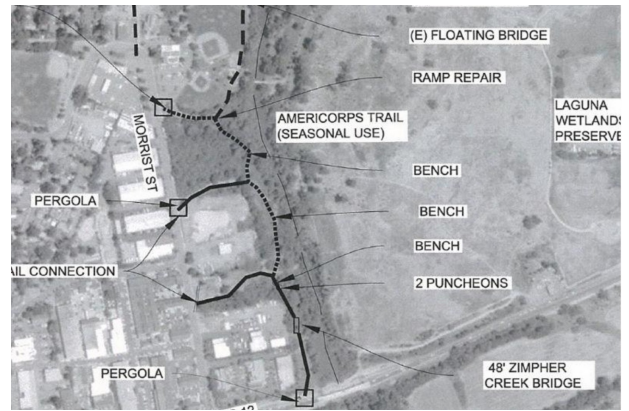 (E) FLOATING BRIDGE
RAMP REPAIR
AMERICORPS TRAIL
(SEASONAL USE)
LAGUNA
WETLANDS
PRESERVE
MORRIST ST
BENCH
PERGOLA
BENCH
BENCH
AIL CONNECTION
2 PUNCHEONS
48' ZIMPHER
CREEK BRIDGE
PERGOLA